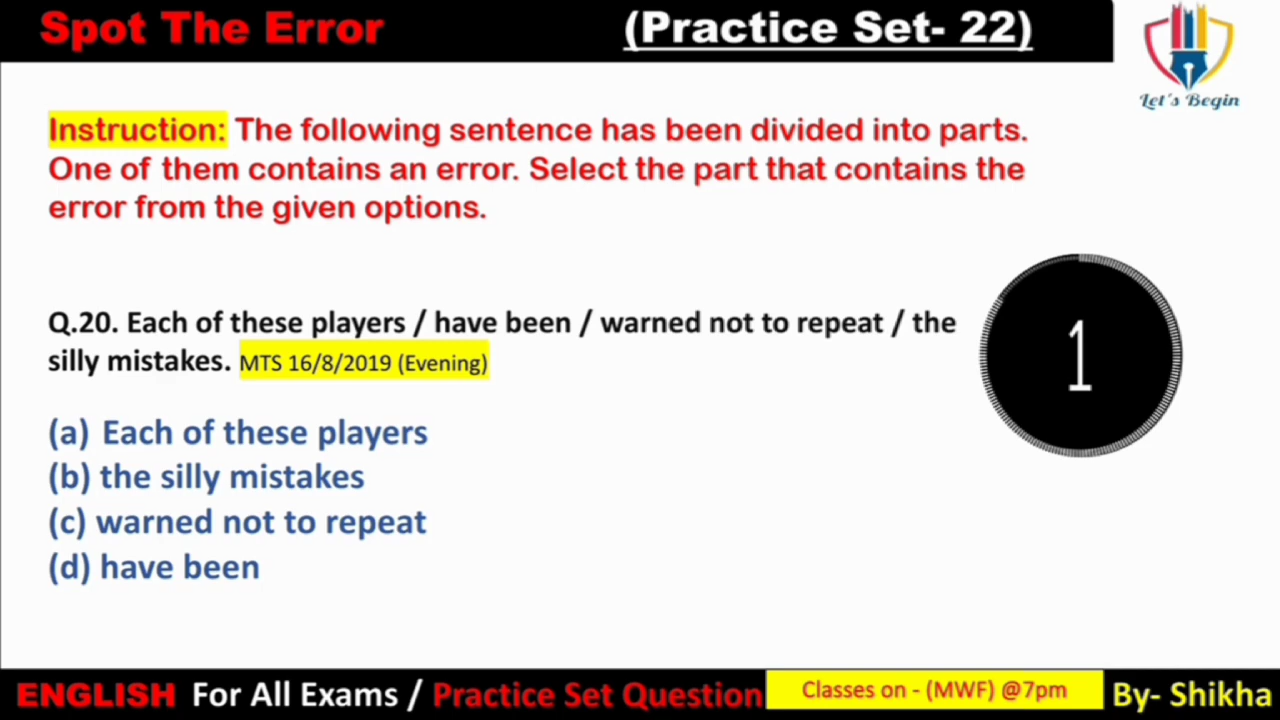 Spot The Error (Practice Set- 22)
Let's Begin
Instruction: The following sentence has been divided into parts.
One of them contains an error. Select the part that contains the
error from the given options.
Q.20. Each of these players / have been / warned not to repeat / the
silly mistakes. MTS 16/8/2019 (Evening)
1
(a) Each of these players
(b) the silly mistakes
(c) warned not to repeat
(d) have been
ENGLISH For All Exams / Practice Set Question Classes on - (MWF) @7pm By- Shikha